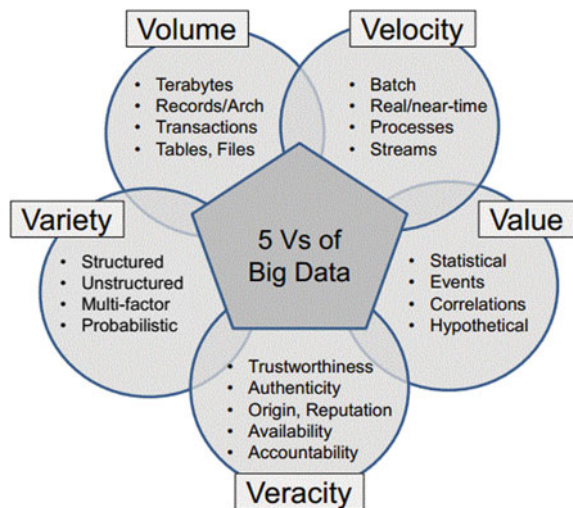 Volume
• Terabytes
• Records/Arch
• Transactions
• Tables, Files
Velocity
• Batch
• Real/near-time
• Processes
• Streams
Variety
• Structured
• Unstructured
• Multi-factor
• Probabilistic
5 Vs of
Big Data
Value
• Statistical
• Events
• Correlations
• Hypothetical
• Trustworthiness
• Authenticity
• Origin, Reputation
• Availability
• Accountability
Veracity